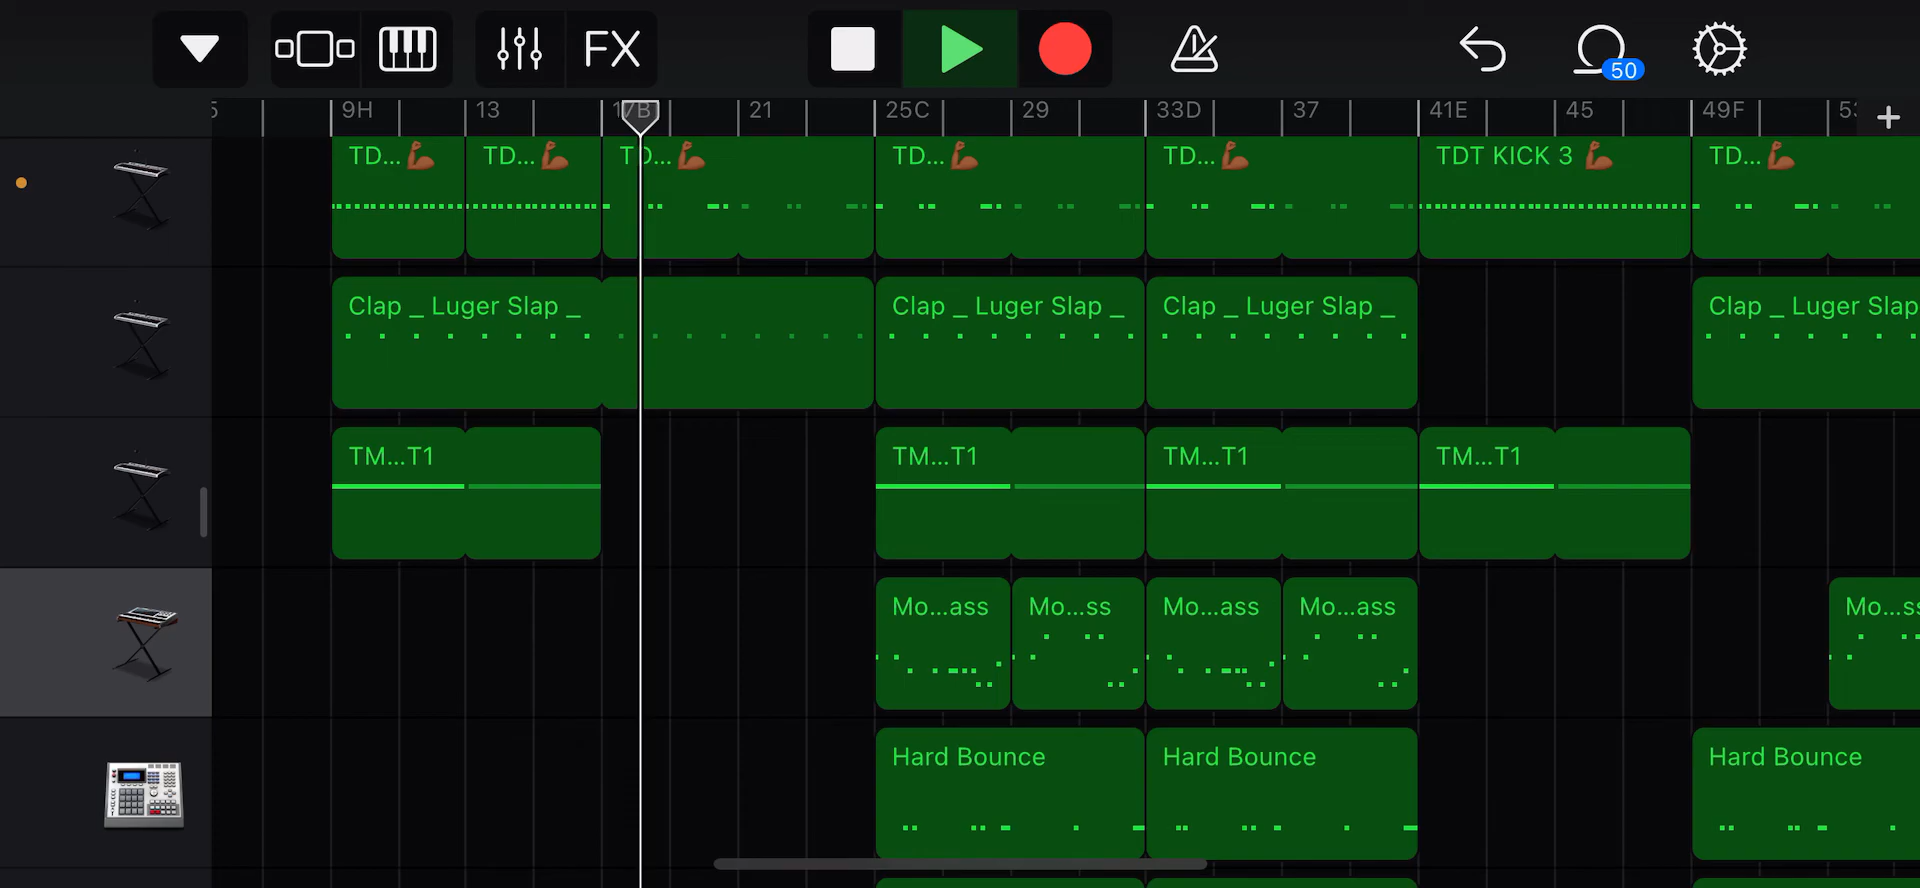 FX
50
5 9H 13 17B 21 25C 29 33D 37 41E 45 49F
TD... TD... TD... TD... TD... TDT KICK 3 TD...
Clap _ Luger Slap _ Clap _ Luger Slap _ Clap _ Luger Slap _ Clap _ Luger Slap
TM...T1 TM...T1 TM...T1 TM...T1
Mo...ass Mo...ss Mo...ass Mo...ass Mo...ss
Hard Bounce Hard Bounce Hard Bounce